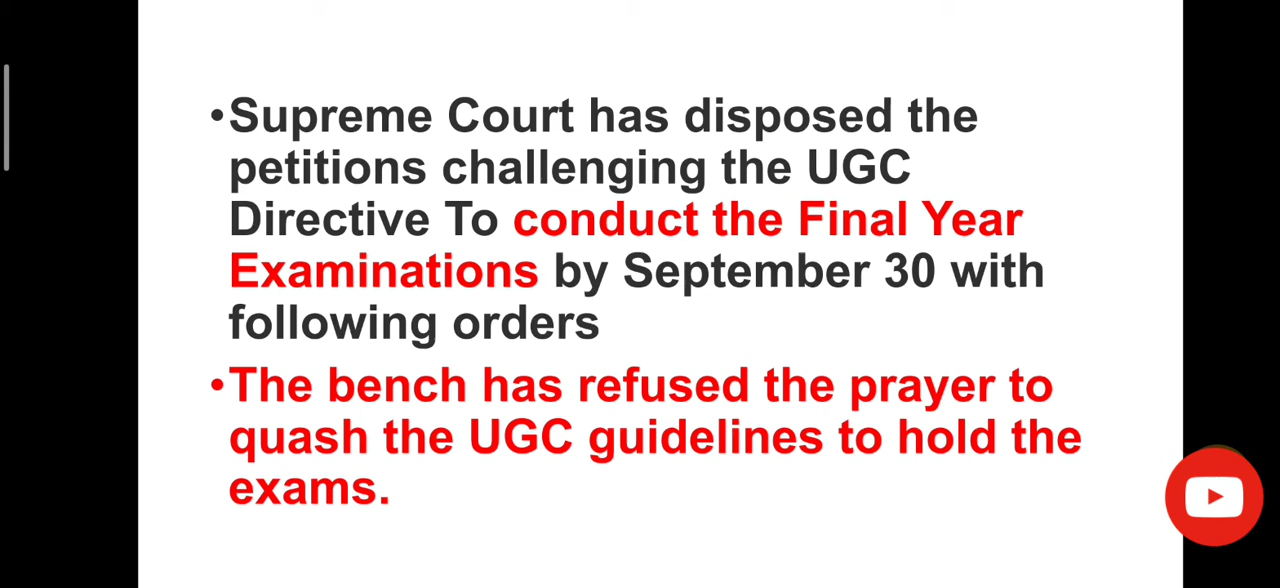 •Supreme Court has disposed the
petitions challenging the UGC
Directive To conduct the Final Year
Examinations by September 30 with
following orders
•The bench has refused the prayer to
quash the UGC guidelines to hold the
exams.